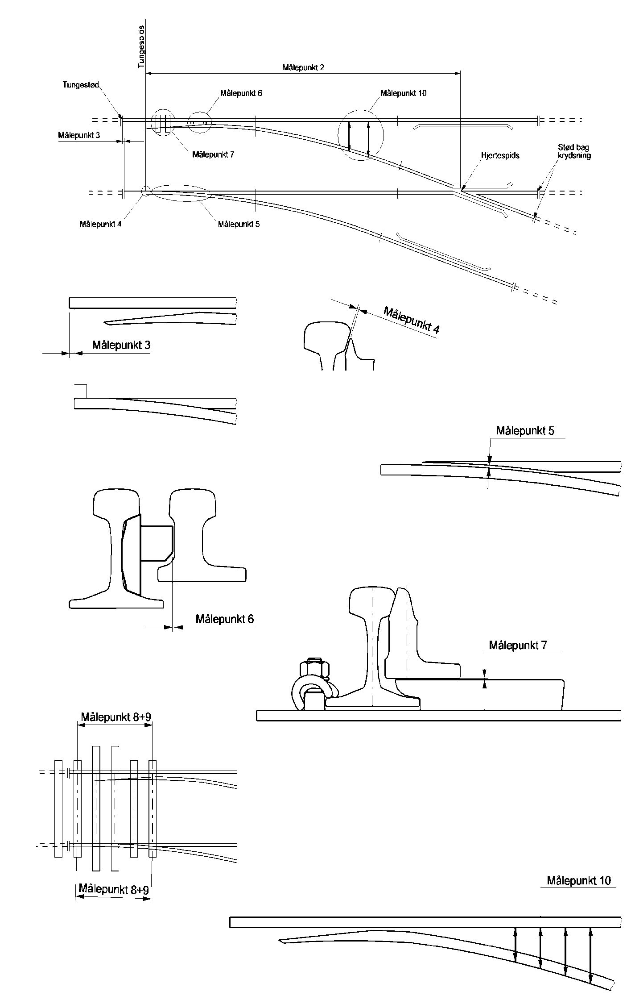 Tungespids
Målepunkt 2
Tungestød
Målepunkt 6
Målepunkt 10
Målepunkt 3
Målepunkt 7
Hjertespids
Stød bag
krydsning
Målepunkt 4
Målepunkt 5
Målepunkt 3
Målepunkt 4
Målepunkt 5
Målepunkt 6
Målepunkt 7
Målepunkt 8+9
Målepunkt 8+9
Målepunkt 10